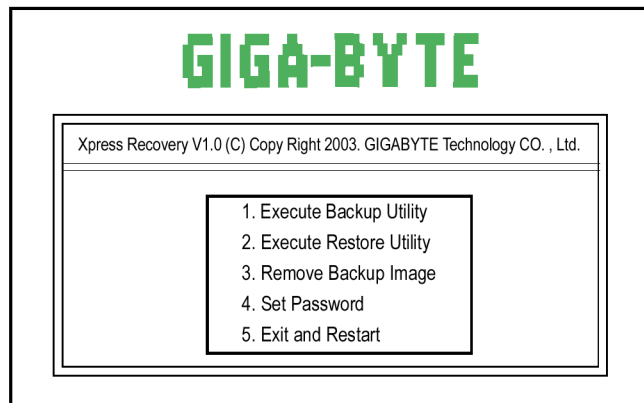 GIGA-BYTE
Xpress Recovery V1.0 (C) Copy Right 2003. GIGABYTE Technology CO. , Ltd.
1. Execute Backup Utility
2. Execute Restore Utility
3. Remove Backup Image
4. Set Password
5. Exit and Restart